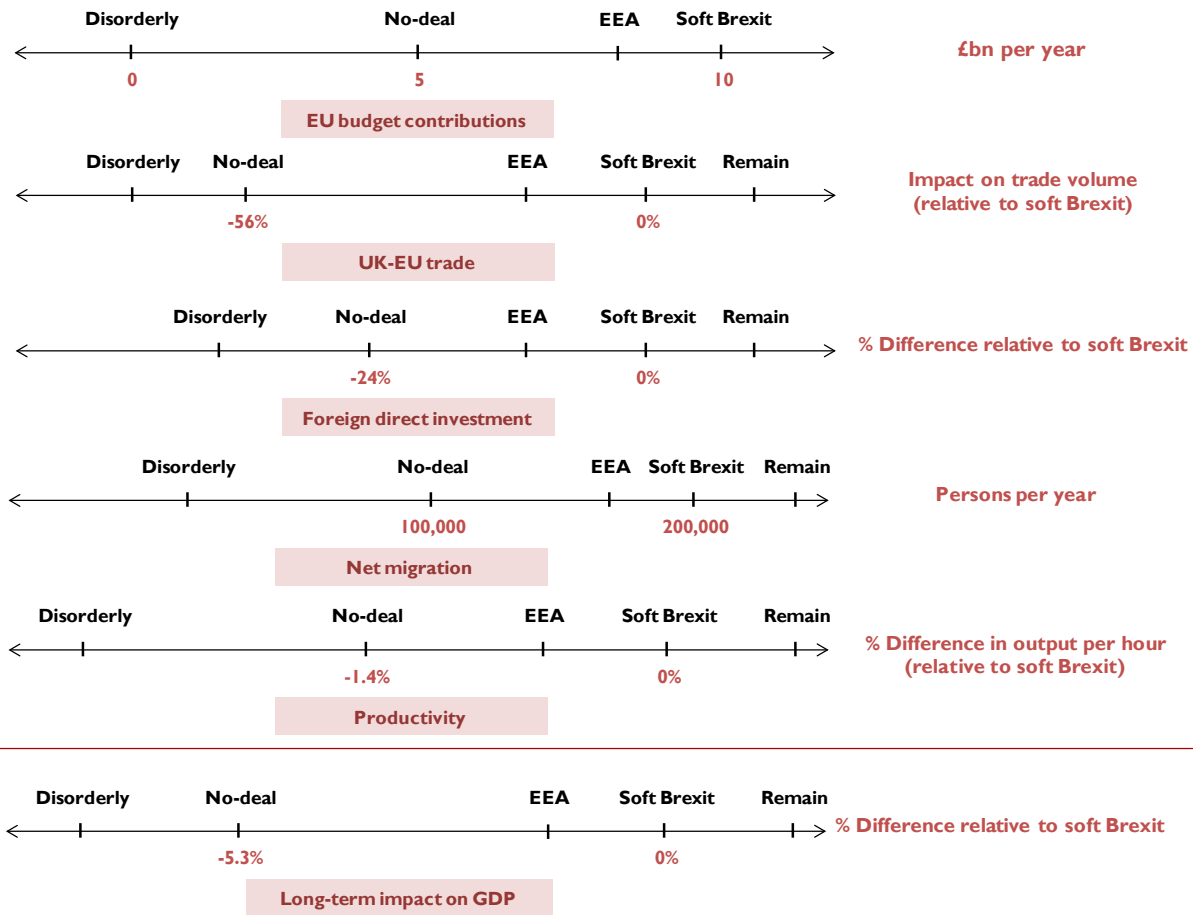 Disorderly No-deal EEA Soft Brexit
£bn per year
0 5 10
EU budget contributions
Disorderly No-deal EEA Soft Brexit Remain
Impact on trade volume
(relative to soft Brexit)
-56% 0%
UK-EU trade
Disorderly No-deal EEA Soft Brexit Remain
% Difference relative to soft Brexit
-24% 0%
Foreign direct investment
Disorderly No-deal EEA Soft Brexit Remain
Persons per year
100,000 200,000
Net migration
Disorderly No-deal EEA Soft Brexit Remain
% Difference in output per hour
(relative to soft Brexit)
-1.4% 0%
Productivity
Disorderly No-deal EEA Soft Brexit Remain
% Difference relative to soft Brexit
-5.3% 0%
Long-term impact on GDP